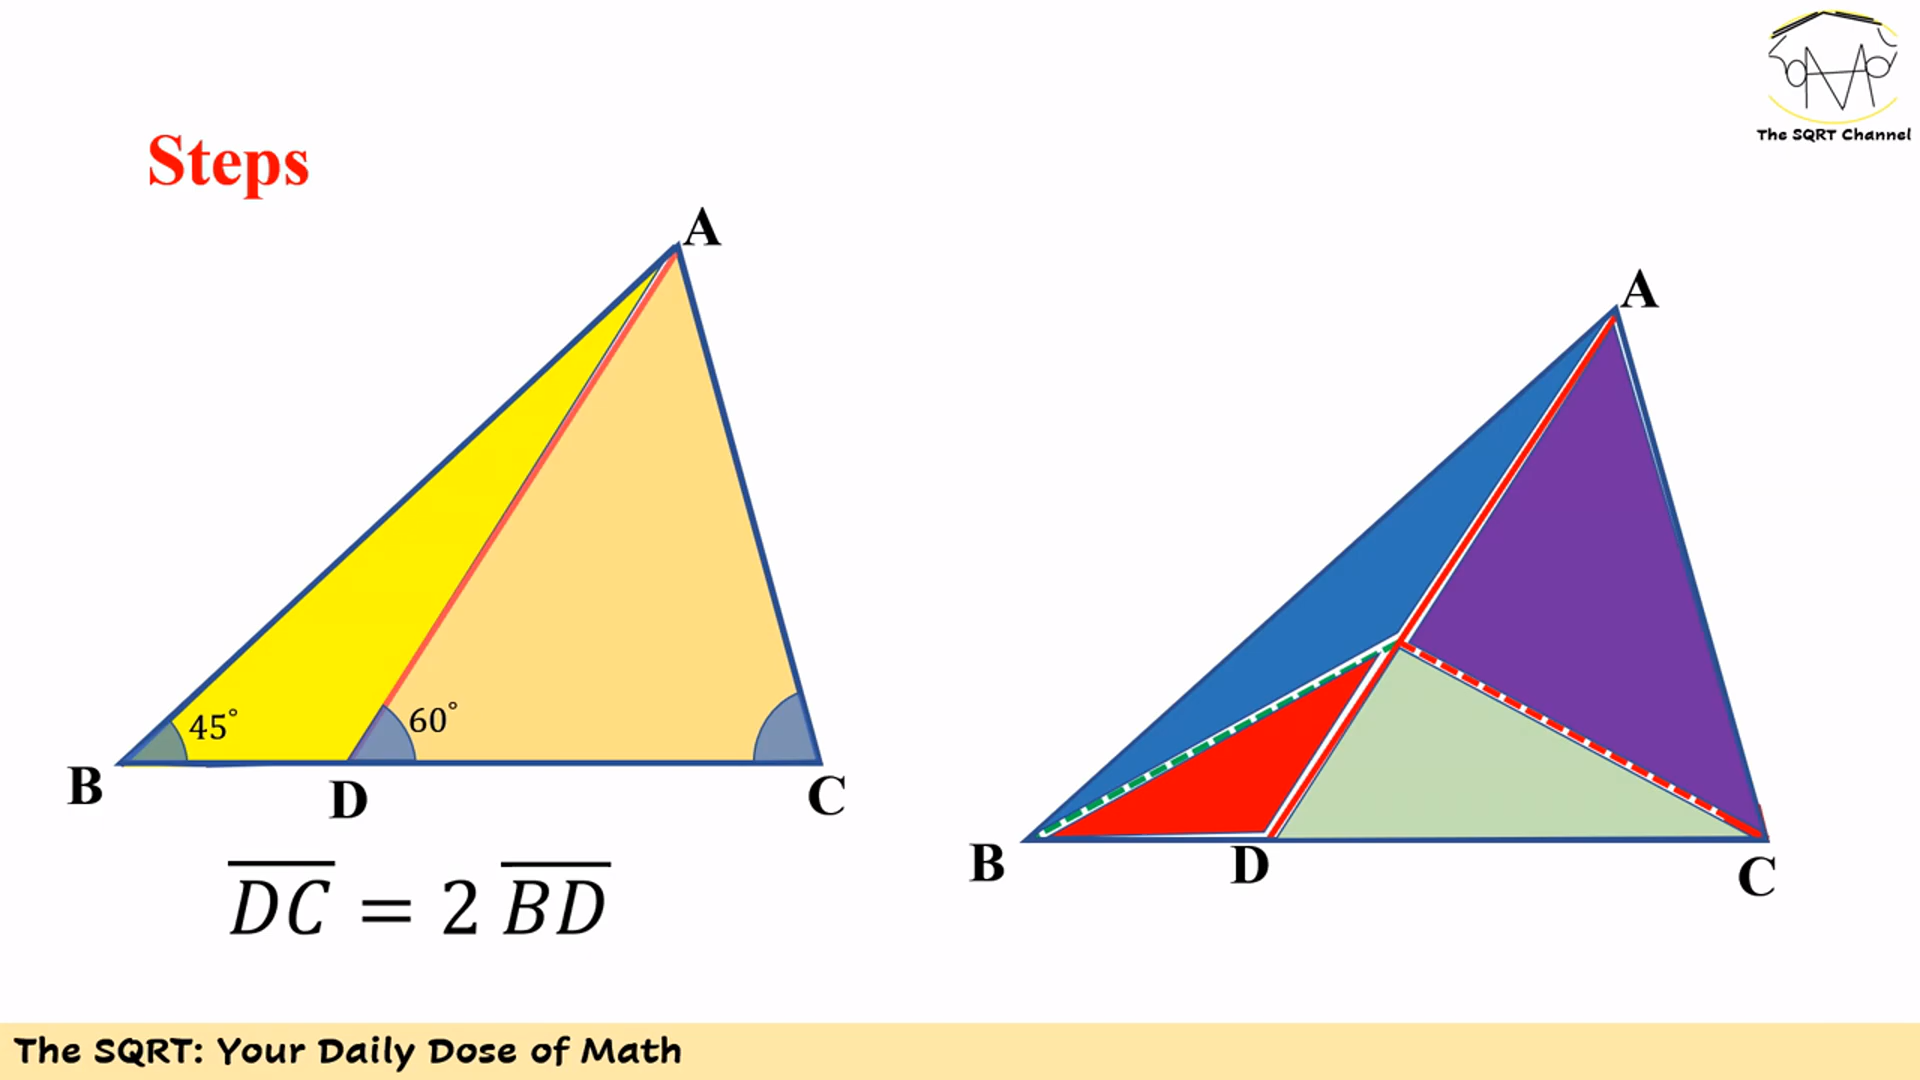 The SQRT Channel
Steps
A
45°
60°
B
D
C
DC = 2 BD
A
B
D
C
The SQRT: Your Daily Dose of Math